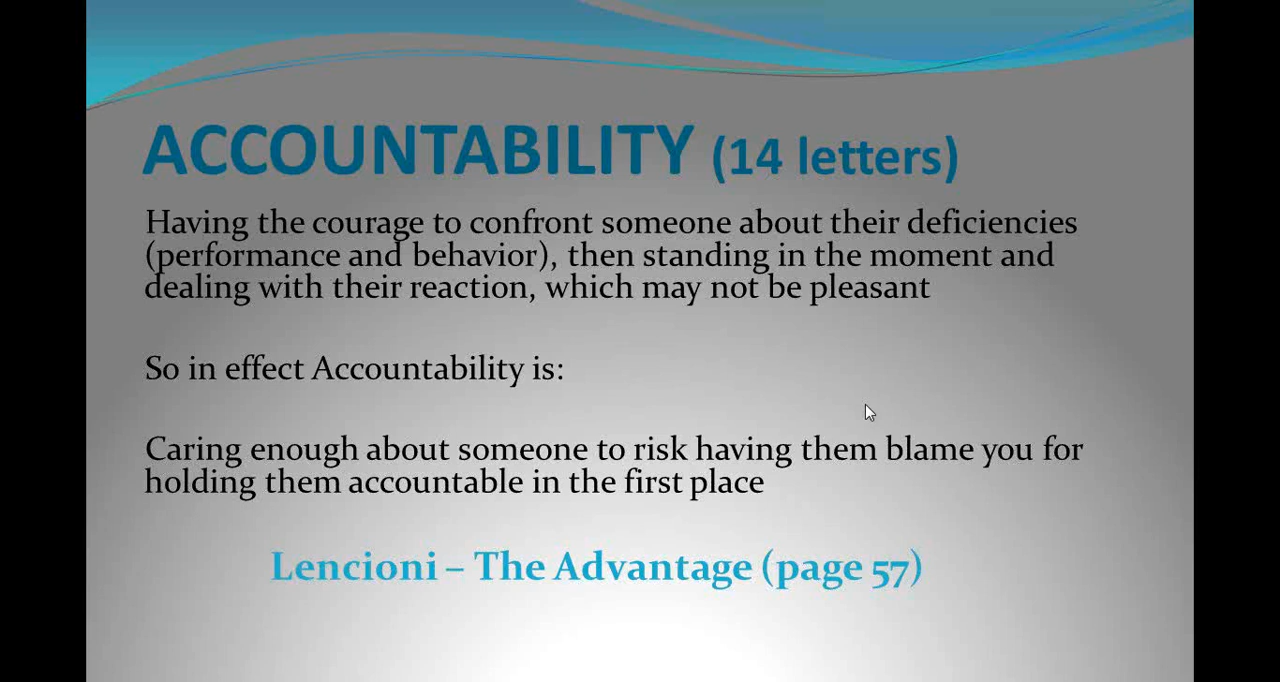 ACCOUNTABILITY (14 letters)
Having the courage to confront someone about their deficiencies
(performance and behavior), then standing in the moment and
dealing with their reaction, which may not be pleasant
So in effect Accountability is:
Caring enough about someone to risk having them blame you for
holding them accountable in the first place
Lencioni – The Advantage (page 57)